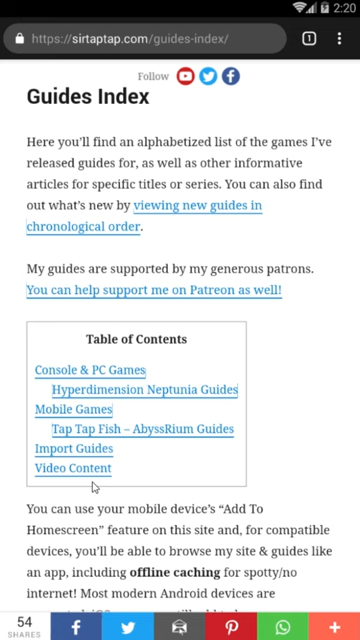 2:20
https://sirtaptap.com/guides-index/
1
Follow
Guides Index
Here you'll find an alphabetized list of the games I've
released guides for, as well as other informative
articles for specific titles or series. You can also find
out what's new by viewing new guides in
chronological order.
My guides are supported by my generous patrons.
You can help support me on Patreon as well!
Table of Contents
Console & PC Games
Hyperdimension Neptunia Guides
Mobile Games
Tap Tap Fish – AbyssRium Guides
Import Guides
Video Content
You can use your mobile device's "Add To
Homescreen" feature on this site and, for compatible
devices, you'll be able to browse my site & guides like
an app, including offline caching for spotty/no
internet! Most modern Android devices are
54
SHARES